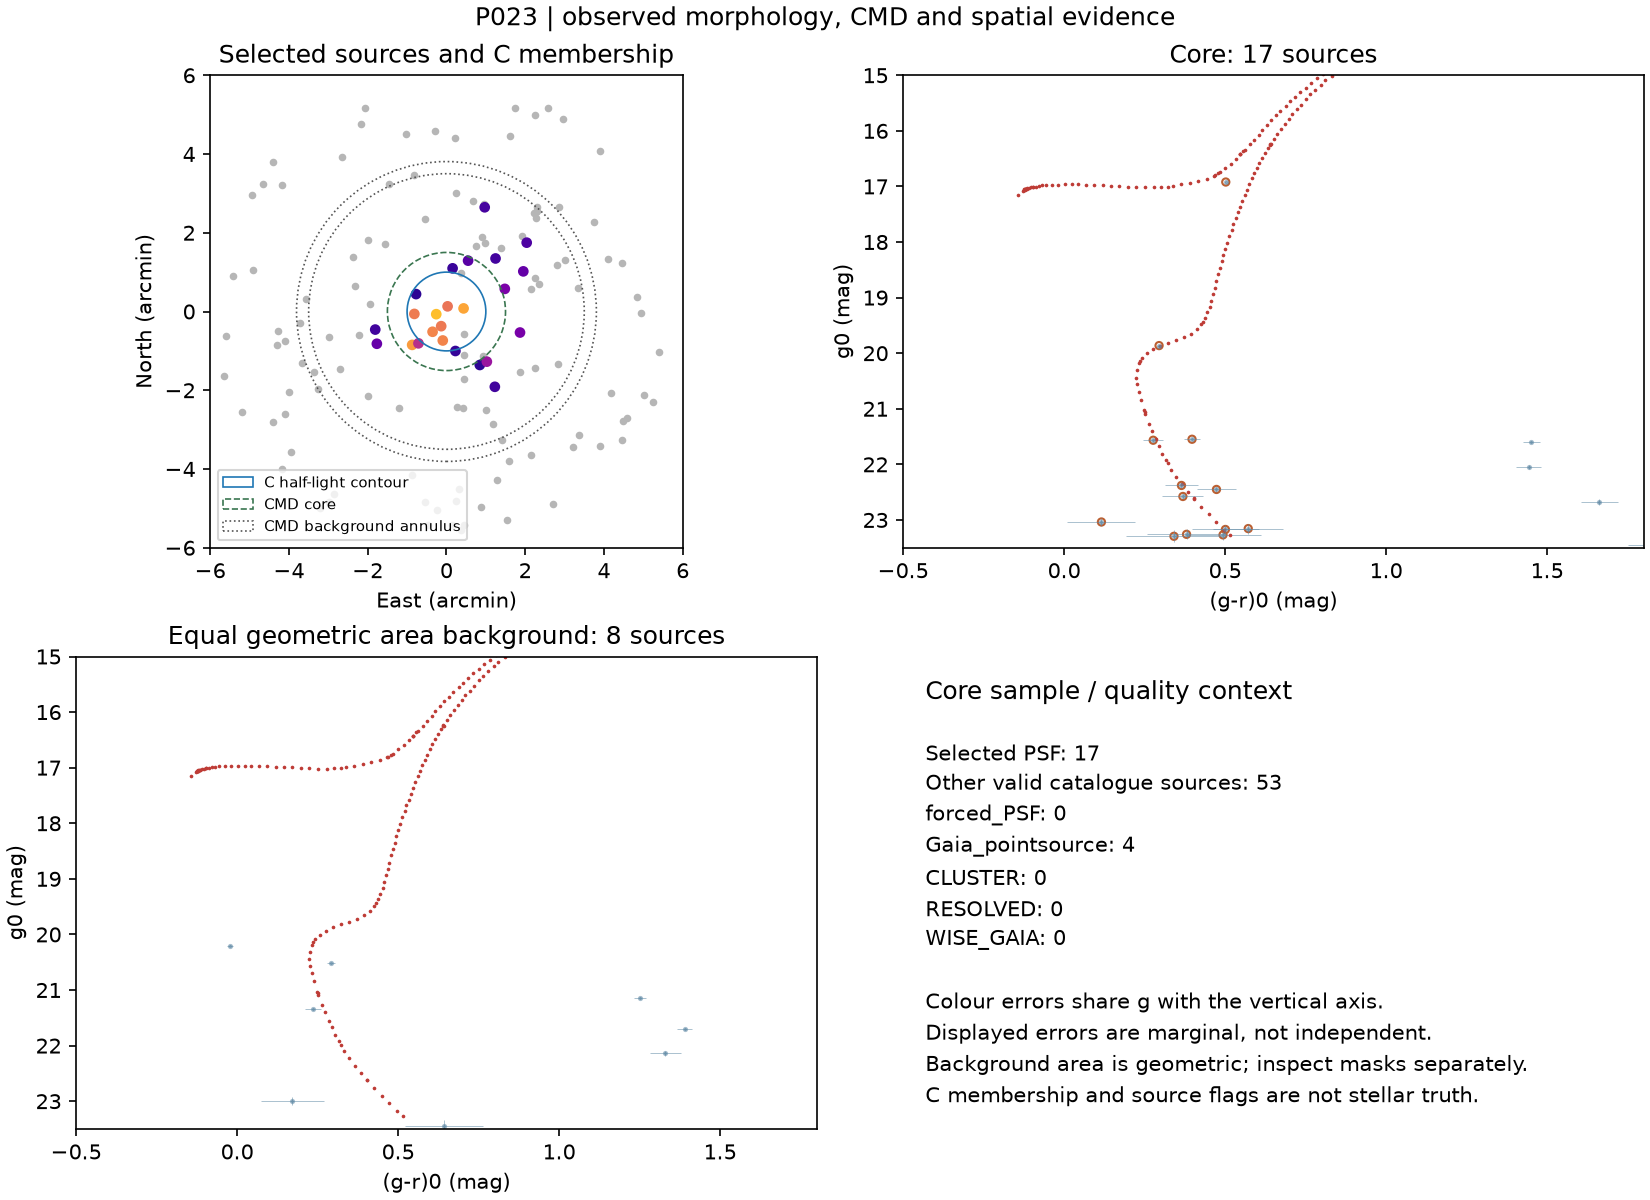 P023 | observed morphology, CMD and spatial evidence
Selected sources and C membership
6
4
2
0
−2
−4
−6
−6 −4 −2 0 2 4 6
North (arcmin)
East (arcmin)
C half-light contour
CMD core
CMD background annulus
Core: 17 sources
15
16
17
18
19
20
21
22
23
−0.5 0.0 0.5 1.0 1.5
g0 (mag)
(g-r)0 (mag)
Equal geometric area background: 8 sources
15
16
17
18
19
20
21
22
23
−0.5 0.0 0.5 1.0 1.5
g0 (mag)
(g-r)0 (mag)
Core sample / quality context
Selected PSF: 17
Other valid catalogue sources: 53
forced_PSF: 0
Gaia_pointsource: 4
CLUSTER: 0
RESOLVED: 0
WISE_GAIA: 0
Colour errors share g with the vertical axis.
Displayed errors are marginal, not independent.
Background area is geometric; inspect masks separately.
C membership and source flags are not stellar truth.